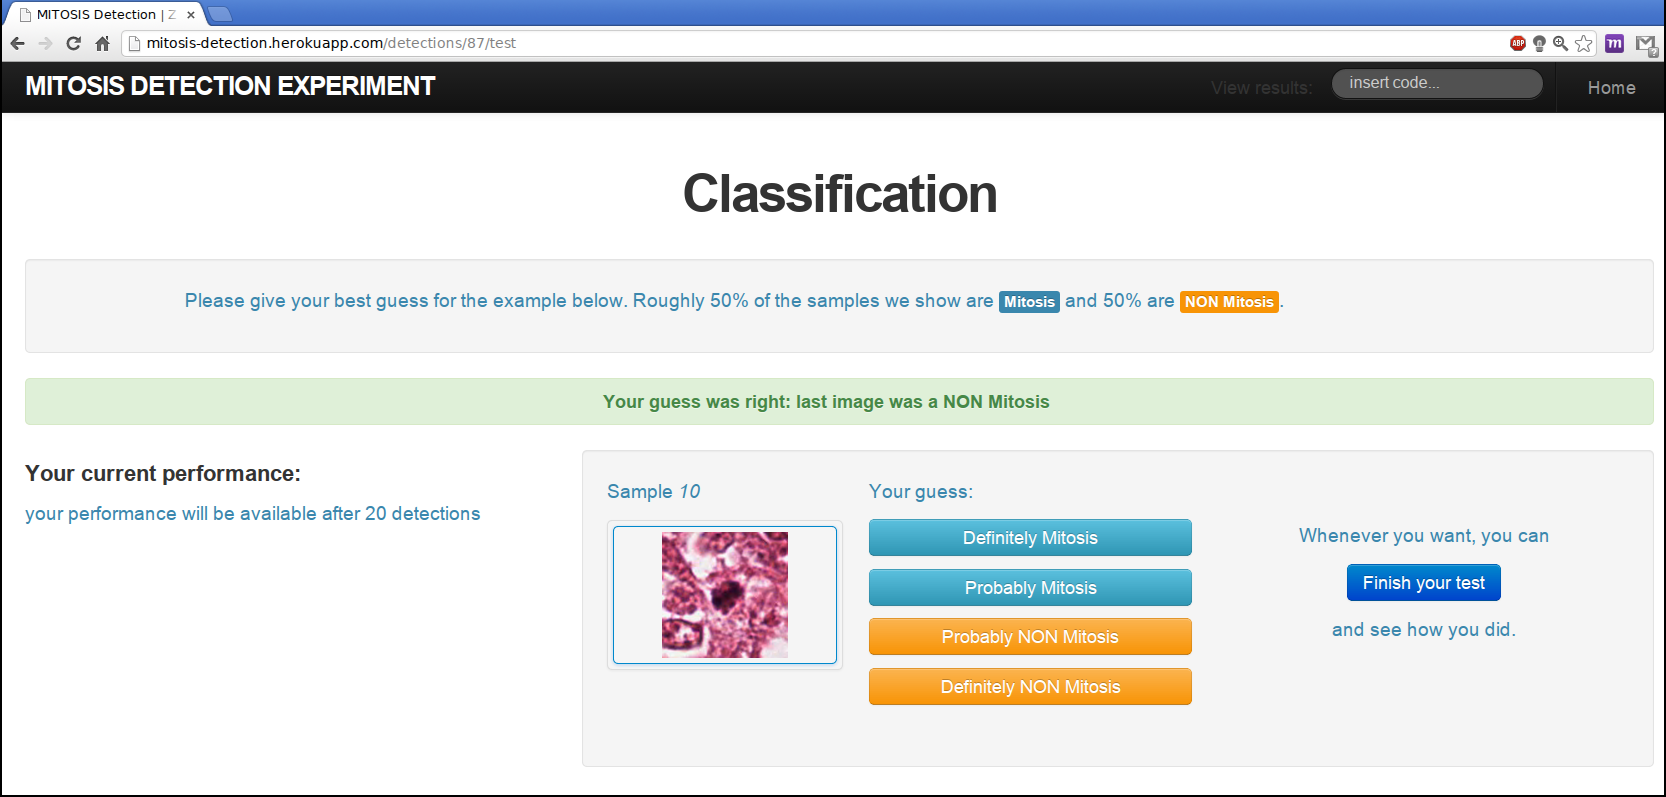 MITOSIS Detection | Z
mitosis-detection.herokuapp.com/detections/87/test
ABP
m
MITOSIS DETECTION EXPERIMENT
View results:
insert code...
Home
Classification
Please give your best guess for the example below. Roughly 50% of the samples we show are Mitosis and 50% are NON Mitosis.
Your guess was right: last image was a NON Mitosis
Your current performance:
your performance will be available after 20 detections
Sample 10
Your guess:
Definitely Mitosis
Probably Mitosis
Probably NON Mitosis
Definitely NON Mitosis
Whenever you want, you can
Finish your test
and see how you did.